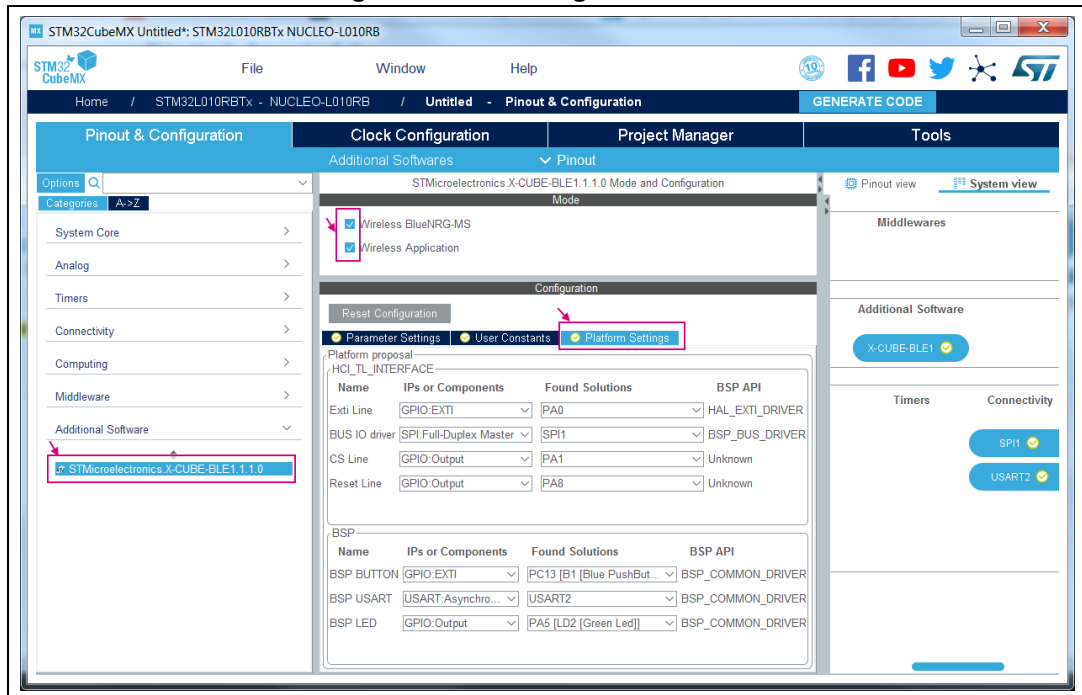 STM32CubeMX Untitled*: STM32L010RBTx NUCLEO-L010RB
STM32 CubeMX File Window Help
Home / STM32L010RBTx - NUCLEO-L010RB / Untitled - Pinout & Configuration GENERATE CODE
Pinout & Configuration Clock Configuration Project Manager Tools
Additional Softwares Pinout
Options STMicroelectronics.X-CUBE-BLE1.1.1.0 Mode and Configuration Pinout view System view
Categories A->Z Mode
System Core Wireless BlueNRG-MS Middlewares
Wireless Application
Analog
Timers Configuration
Reset Configuration Additional Software
Connectivity Parameter Settings User Constants Platform Settings
X-CUBE-BLE1
Platform proposal
HCI_TL_INTERFACE
Computing
Name IPs or Components Found Solutions BSP API
Middleware Timers Connectivity
Exti Line GPIO:EXTI PA0 HAL_EXTI_DRIVER
Additional Software
BUS IO driver SPI:Full-Duplex Master SPI1 BSP_BUS_DRIVER
SPI1
CS Line GPIO:Output PA1 Unknown
STMicroelectronics.X-CUBE-BLE1.1.1.0
USART2
Reset Line GPIO:Output PA8 Unknown
BSP
Name IPs or Components Found Solutions BSP API
BSP BUTTON GPIO:EXTI PC13 [B1 [Blue PushBut... BSP_COMMON_DRIVER
BSP USART USART:Asynchro... USART2 BSP_COMMON_DRIVER
BSP LED GPIO:Output PA5 [LD2 [Green Led]] BSP_COMMON_DRIVER